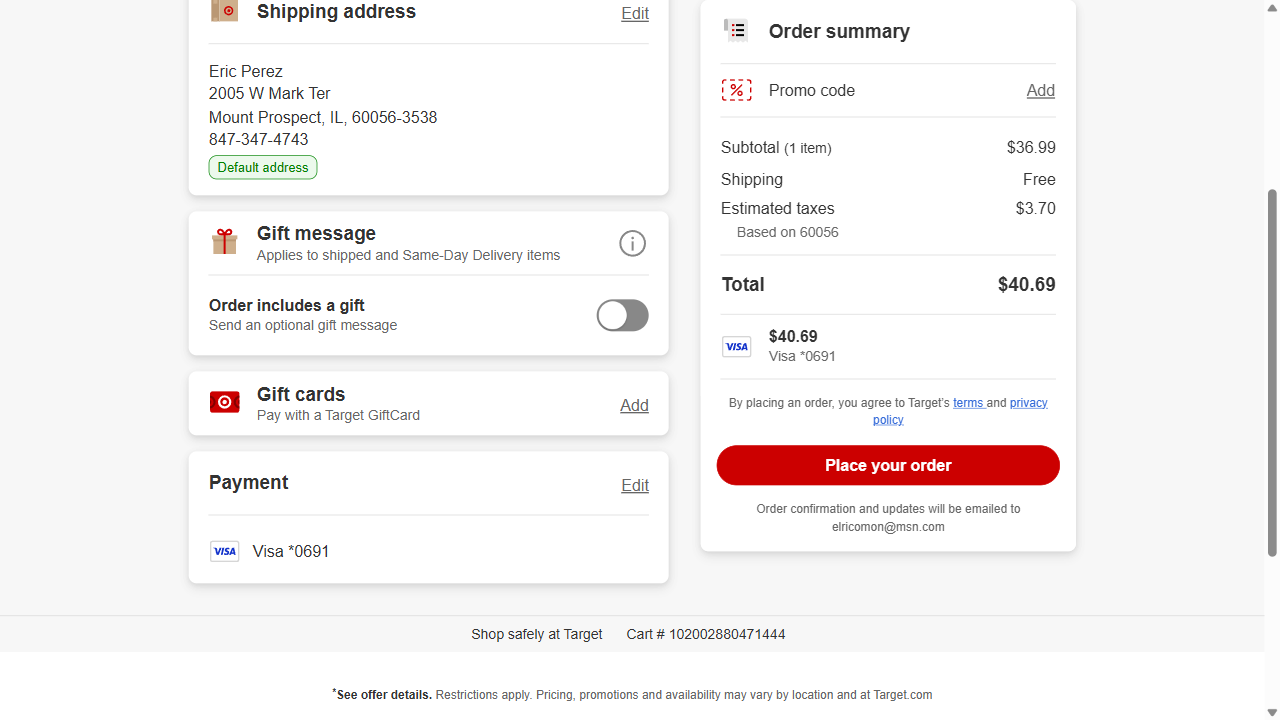 Shipping address
Edit
Eric Perez
2005 W Mark Ter
Mount Prospect, IL, 60056-3538
847-347-4743
Default address
Gift message
Applies to shipped and Same-Day Delivery items
Order includes a gift
Send an optional gift message
Gift cards
Pay with a Target GiftCard
Add
Payment
Edit
VISA Visa *0691
Order summary
Promo code
Add
Subtotal (1 item) $36.99
Shipping Free
Estimated taxes $3.70
Based on 60056
Total $40.69
VISA
$40.69
Visa *0691
By placing an order, you agree to Target's terms and privacy
policy
Place your order
Order confirmation and updates will be emailed to
elricomon@msn.com
Shop safely at Target Cart # 102002880471444
*See offer details. Restrictions apply. Pricing, promotions and availability may vary by location and at Target.com